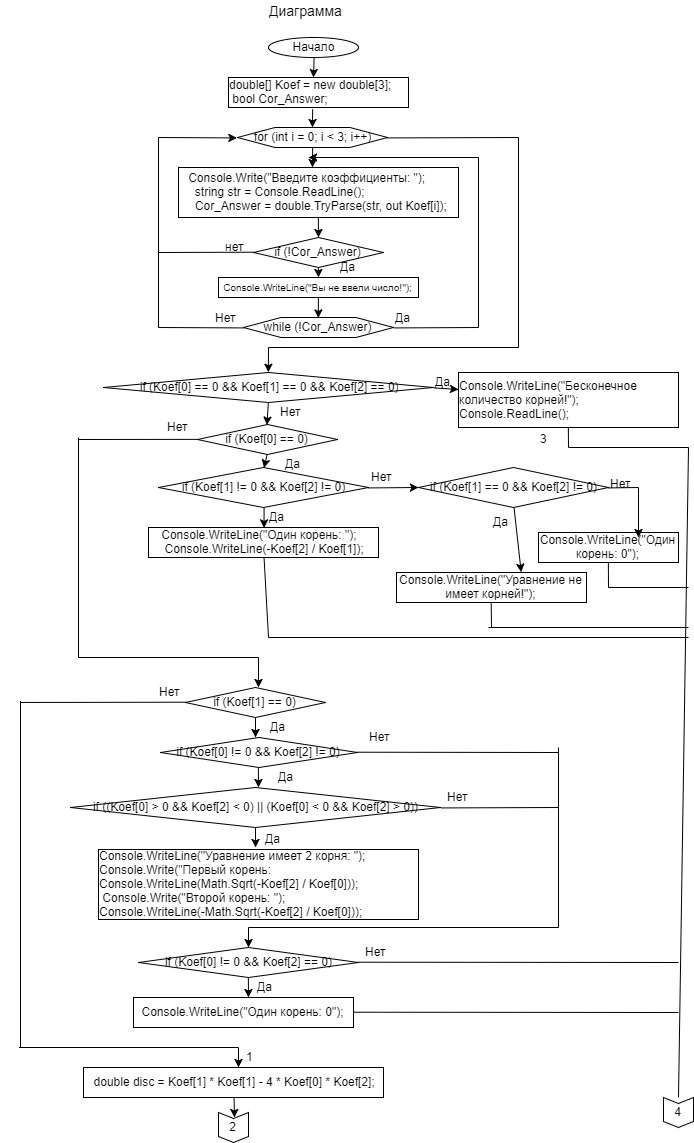 Диаграмма
Начало
double[] Koef = new double[3];
bool Cor_Answer;
for (int i = 0; i < 3; i++)
Console.Write("Введите коэффициенты: ");
string str = Console.ReadLine();
Cor_Answer = double.TryParse(str, out Koef[i]);
нет
if (!Cor_Answer)
Да
Console.WriteLine("Вы не ввели число!");
Нет
while (!Cor_Answer)
Да
if (Koef[0] == 0 && Koef[1] == 0 && Koef[2] == 0)
Да
Console.WriteLine("Бесконечное
количество корней!");
Console.ReadLine();
Нет
Нет
if (Koef[0] == 0)
3
Да
if (Koef[1] != 0 && Koef[2] != 0)
Нет
if (Koef[1] == 0 && Koef[2] != 0)
Нет
Да
Да
Console.WriteLine("Один корень: ");
Console.WriteLine(-Koef[2] / Koef[1]);
Console.WriteLine("Один
корень: 0");
Console.WriteLine("Уравнение не
имеет корней!");
Нет
if (Koef[1] == 0)
Да
Нет
if (Koef[0] != 0 && Koef[2] != 0)
Да
Нет
if ((Koef[0] > 0 && Koef[2] < 0) || (Koef[0] < 0 && Koef[2] > 0))
Да
Console.WriteLine("Уравнение имеет 2 корня: ");
Console.Write("Первый корень:
Console.WriteLine(Math.Sqrt(-Koef[2] / Koef[0]));
Console.Write("Второй корень: ");
Console.WriteLine(-Math.Sqrt(-Koef[2] / Koef[0]));
Нет
if (Koef[0] != 0 && Koef[2] == 0)
Да
Console.WriteLine("Один корень: 0");
1
double disc = Koef[1] * Koef[1] - 4 * Koef[0] * Koef[2];
2
4